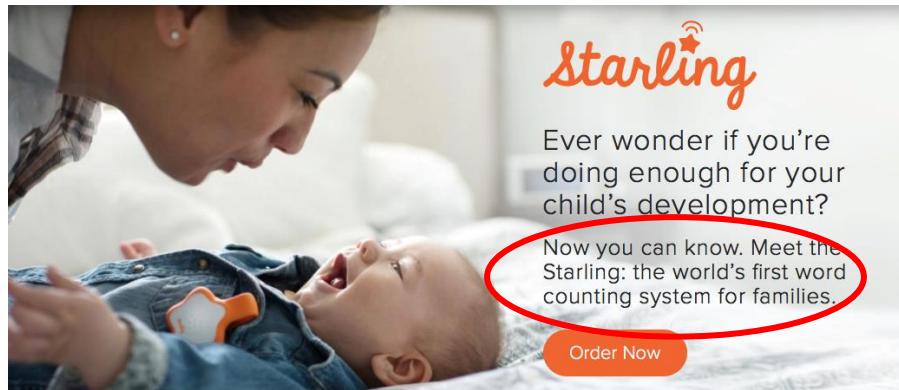 Starling
Ever wonder if you're
doing enough for your
child's development?
Now you can know. Meet the
Starling: the world's first word
counting system for families.
Order Now